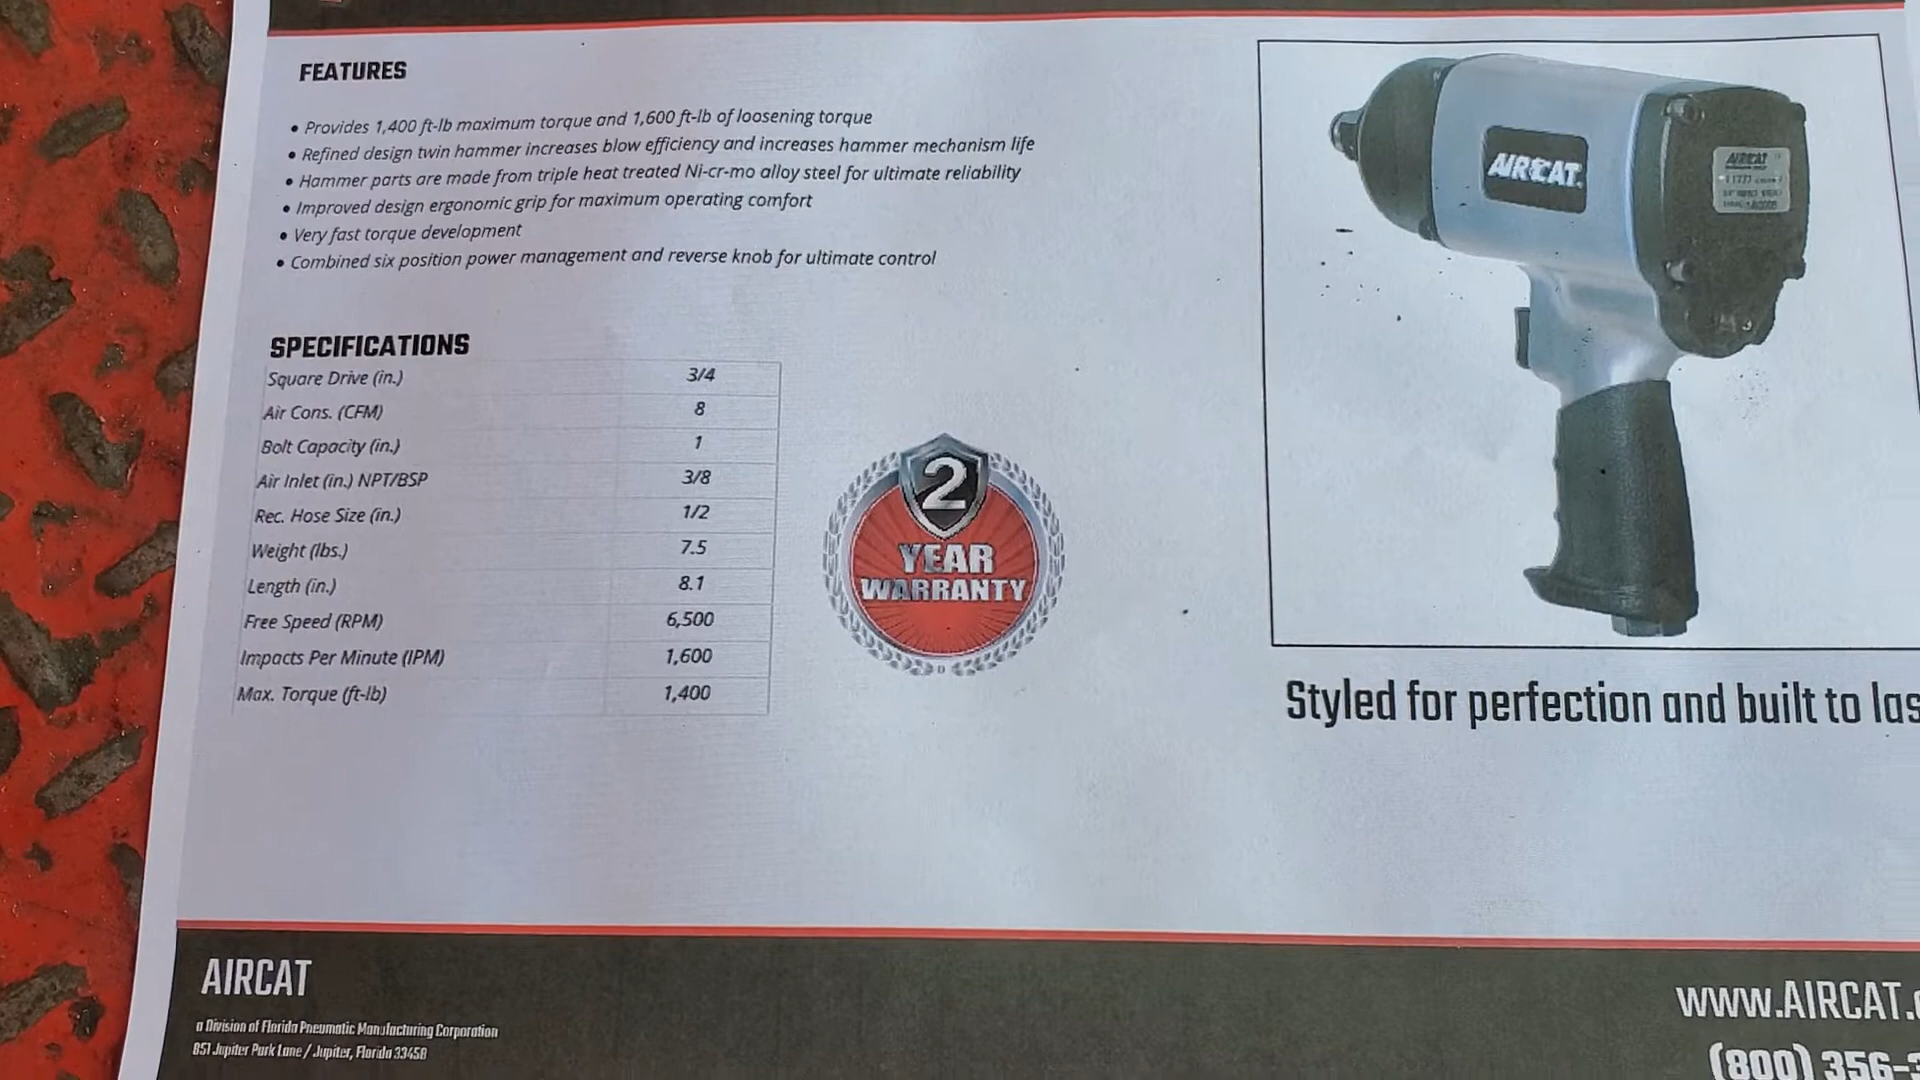 FEATURES
• Provides 1,400 ft-lb maximum torque and 1,600 ft-lb of loosening torque
• Refined design twin hammer increases blow efficiency and increases hammer mechanism life
• Hammer parts are made from triple heat treated Ni-cr-mo alloy steel for ultimate reliability
• Improved design ergonomic grip for maximum operating comfort
• Very fast torque development
• Combined six position power management and reverse knob for ultimate control
SPECIFICATIONS
Square Drive (in.) 3/4
Air Cons. (CFM) 8
Bolt Capacity (in.) 1
Air Inlet (in.) NPT/BSP 3/8
Rec. Hose Size (in.) 1/2
Weight (lbs.) 7.5
Length (in.) 8.1
Free Speed (RPM) 6,500
Impacts Per Minute (IPM) 1,600
Max. Torque (ft-lb) 1,400
2
YEAR
WARRANTY
AIRCAT.
AIRCAT
Styled for perfection and built to las
AIRCAT
a Division of Florida Pneumatic Manufacturing Corporation
851 Jupiter Park Lane / Jupiter, Florida 33458
www.AIRCAT.
(800) 356-